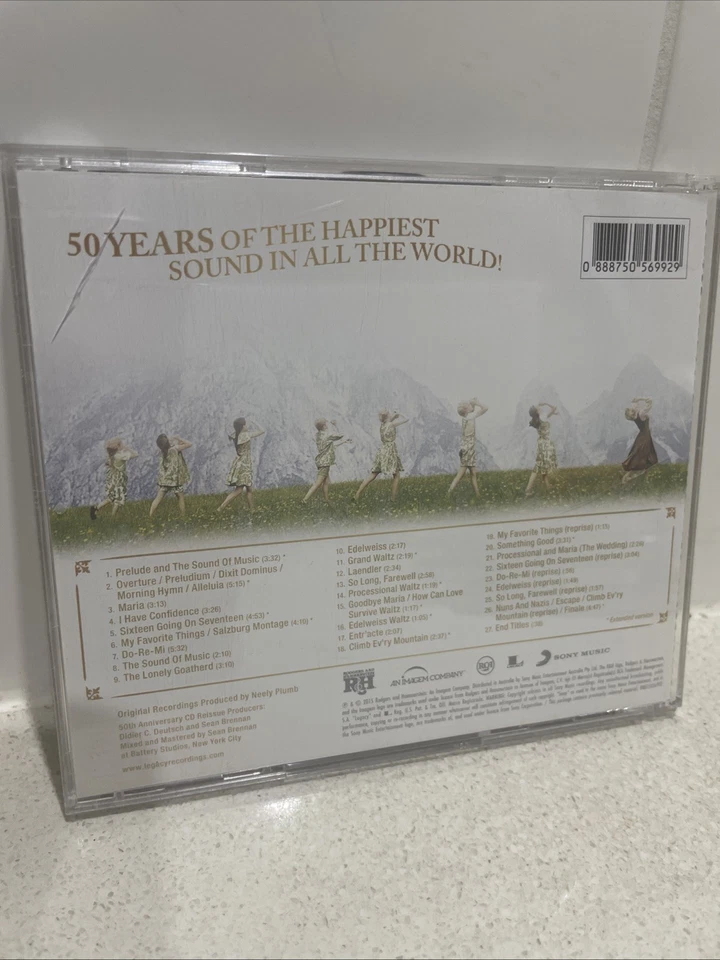 50 YEARS OF THE HAPPIEST
SOUND IN ALL THE WORLD!
0 888750 569929
1. Prelude and The Sound Of Music (3:32) *
2. Overture / Preludium / Dixit Dominus /
Morning Hymn / Alleluia (5:15) *
3. Maria (3:13)
4. I Have Confidence (3:26)
5. Sixteen Going On Seventeen (4:53) *
6. My Favorite Things / Salzburg Montage (4:10) *
7. Do-Re-Mi (5:32)
8. The Sound Of Music (2:10)
9. The Lonely Goatherd (3:10)
10. Edelweiss (2:17)
11. Grand Waltz (2:19) *
12. Laendler (2:34)
13. So Long, Farewell (2:58)
14. Processional Waltz (1:19) *
15. Goodbye Maria / How Can Love
Survive Waltz (1:17) *
16. Edelweiss Waltz (1:05) *
17. Entr'acte (2:07)
18. Climb Ev'ry Mountain (2:37) *
19. My Favorite Things (reprise) (1:15)
20. Something Good (3:31) *
21. Processional and Maria (The Wedding) (2:29)
22. Sixteen Going On Seventeen (reprise) (3:04)
23. Do-Re-Mi (reprise)
24. Edelweiss (reprise) (1:49)
25. So Long, Farewell (reprise) (1:57)
26. Nuns And Nazis / Escape / Climb Ev'ry
Mountain (reprise) / Finale (6:47) *
27. End Titles
* Extended version
Original Recordings Produced by Neely Plumb
50th Anniversary CD Reissue Producers:
Didier C. Deutsch and Sean Brennan
Mixed and Mastered by Sean Brennan
at Battery Studios, New York City
www.legacyrecordings.com
R&H
AN IMAGEM COMPANY
RCA
L
SONY MUSIC